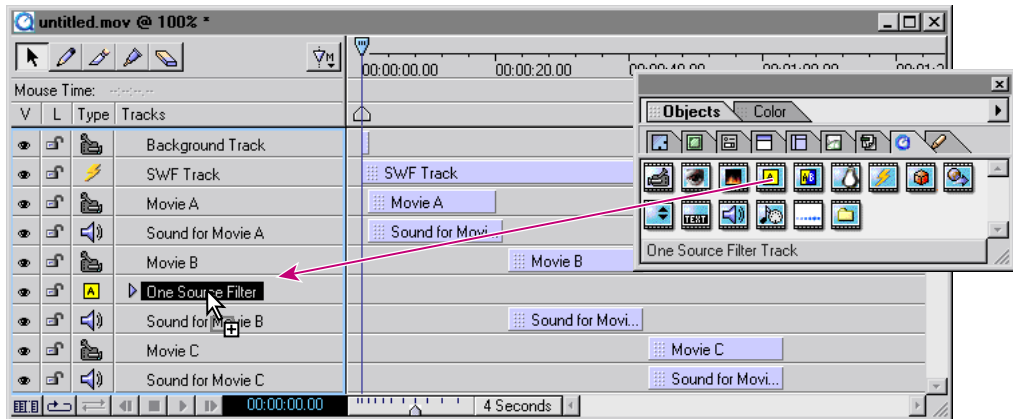 untitled.mov @ 100% *
00:00:00.00 00:00:20.00
Mouse Time: --:--:--.--
V L Type Tracks
Objects Color
Background Track
SWF Track SWF Track
Movie A Movie A
TEXT
Sound for Movie A Sound for Movi...
One Source Filter Track
Movie B Movie B
A One Source Filter
Sound for Movie B Sound for Movi...
Movie C Movie C
Sound for Movie C Sound for Movi...
00:00:00.00 4 Seconds